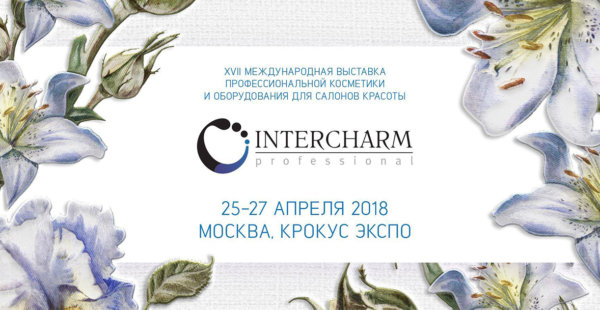 XVII МЕЖДУНАРОДНАЯ ВЫСТАВКА
ПРОФЕССИОНАЛЬНОЙ КОСМЕТИКИ
И ОБОРУДОВАНИЯ ДЛЯ САЛОНОВ КРАСОТЫ
INTERCHARM
professional
25-27 АПРЕЛЯ 2018
МОСКВА, КРОКУС ЭКСПО